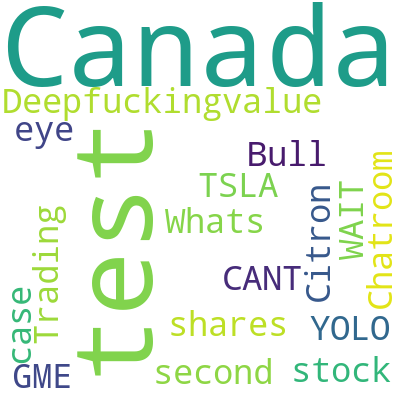 Canada
Deepfuckingvalue
eye
test
Bull
TSLA
Whats
Citron
WAIT
Chatroom
Trading
CANT
case
shares
YOLO
GME
second
stock